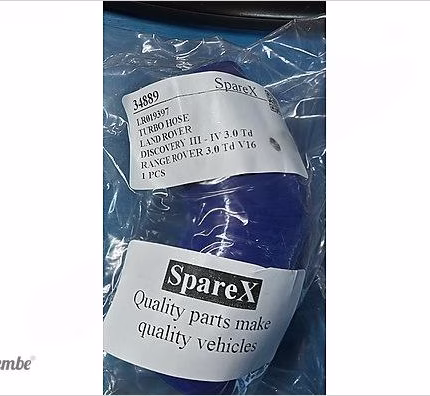 34889
SpareX
LR019397
TURBO HOSE
LAND ROVER
DISCOVERY III - IV 3.0 Td
RANGE ROVER 3.0 Td V16
1 PCS
SpareX
Quality parts make
quality vehicles